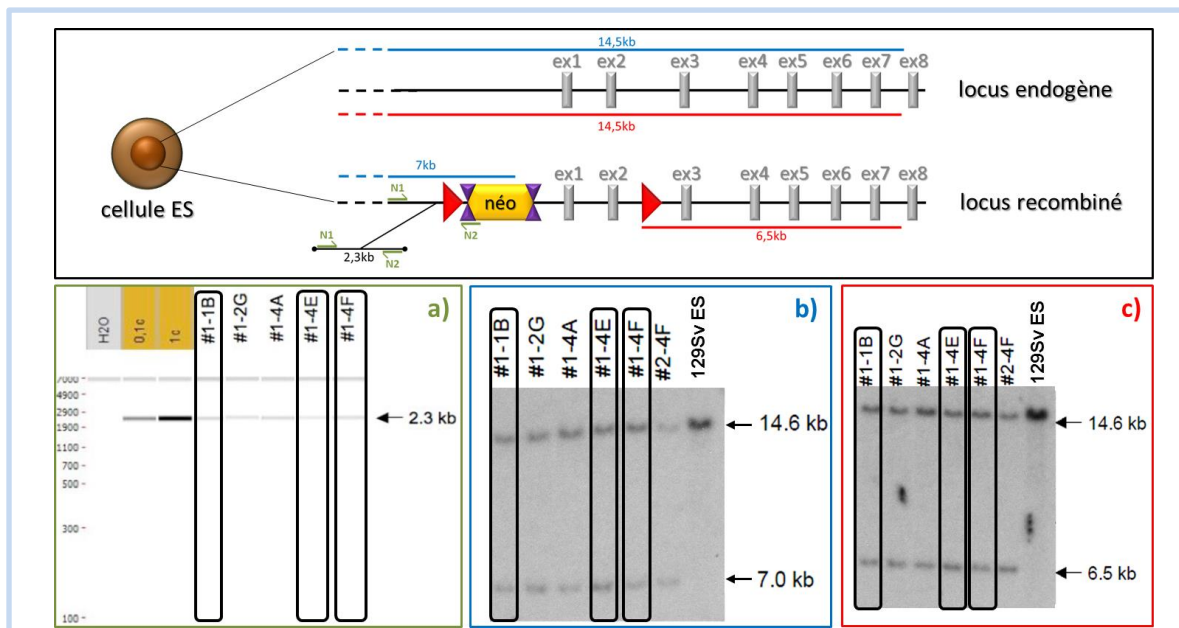 14,5kb
ex1 ex2 ex3 ex4 ex5 ex6 ex7 ex8
locus endogène
14,5kb
7kb
ex1 ex2 ex3 ex4 ex5 ex6 ex7 ex8
N1
néo
locus recombiné
cellule ES
N1
N2
6,5kb
2,3kb
N2
a)
H2O
0,1c
1c
#1-1B
#1-2G
#1-4A
#1-4E
#1-4F
7000
4900
2900
1900
1100
700
500
300
100
2.3 kb
b)
#1-1B
#1-2G
#1-4A
#1-4E
#1-4F
#2-4F
129Sv ES
14.6 kb
7.0 kb
c)
#1-1B
#1-2G
#1-4A
#1-4E
#1-4F
#2-4F
129Sv ES
14.6 kb
6.5 kb